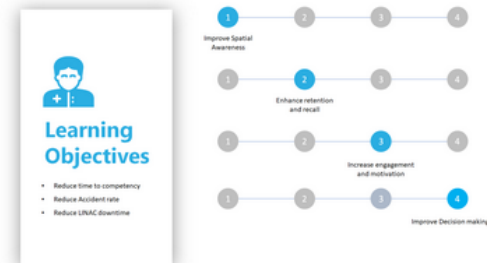 Learning
Objectives
• Reduce time to competency
• Reduce Accident rate
• Reduce LINAC downtime
1 2 3 4
Improve Spatial
Awareness
1 2 3 4
Enhance retention
and recall
1 2 3 4
Increase engagement
and motivation
1 2 3 4
Improve Decision making